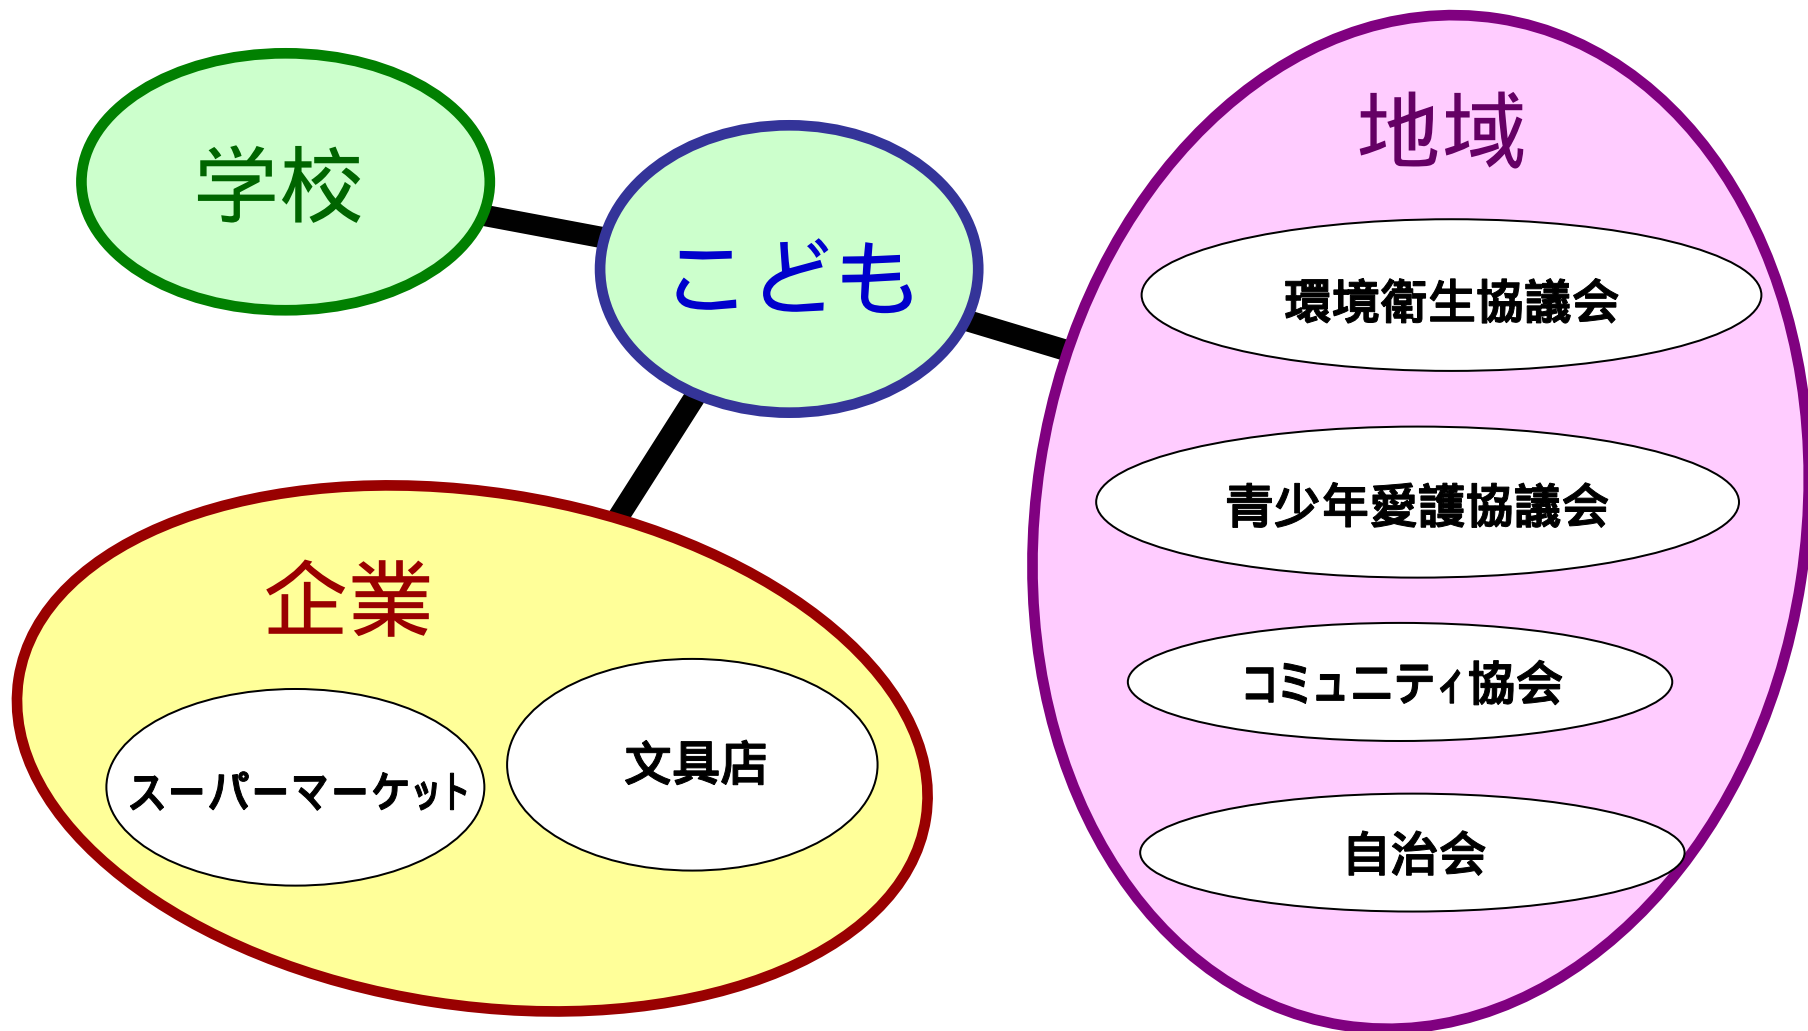 学校
こども
地域
環境衛生協議会
青少年愛護協議会
コミュニティ協会
自治会
企業
スーパーマーケット
文具店